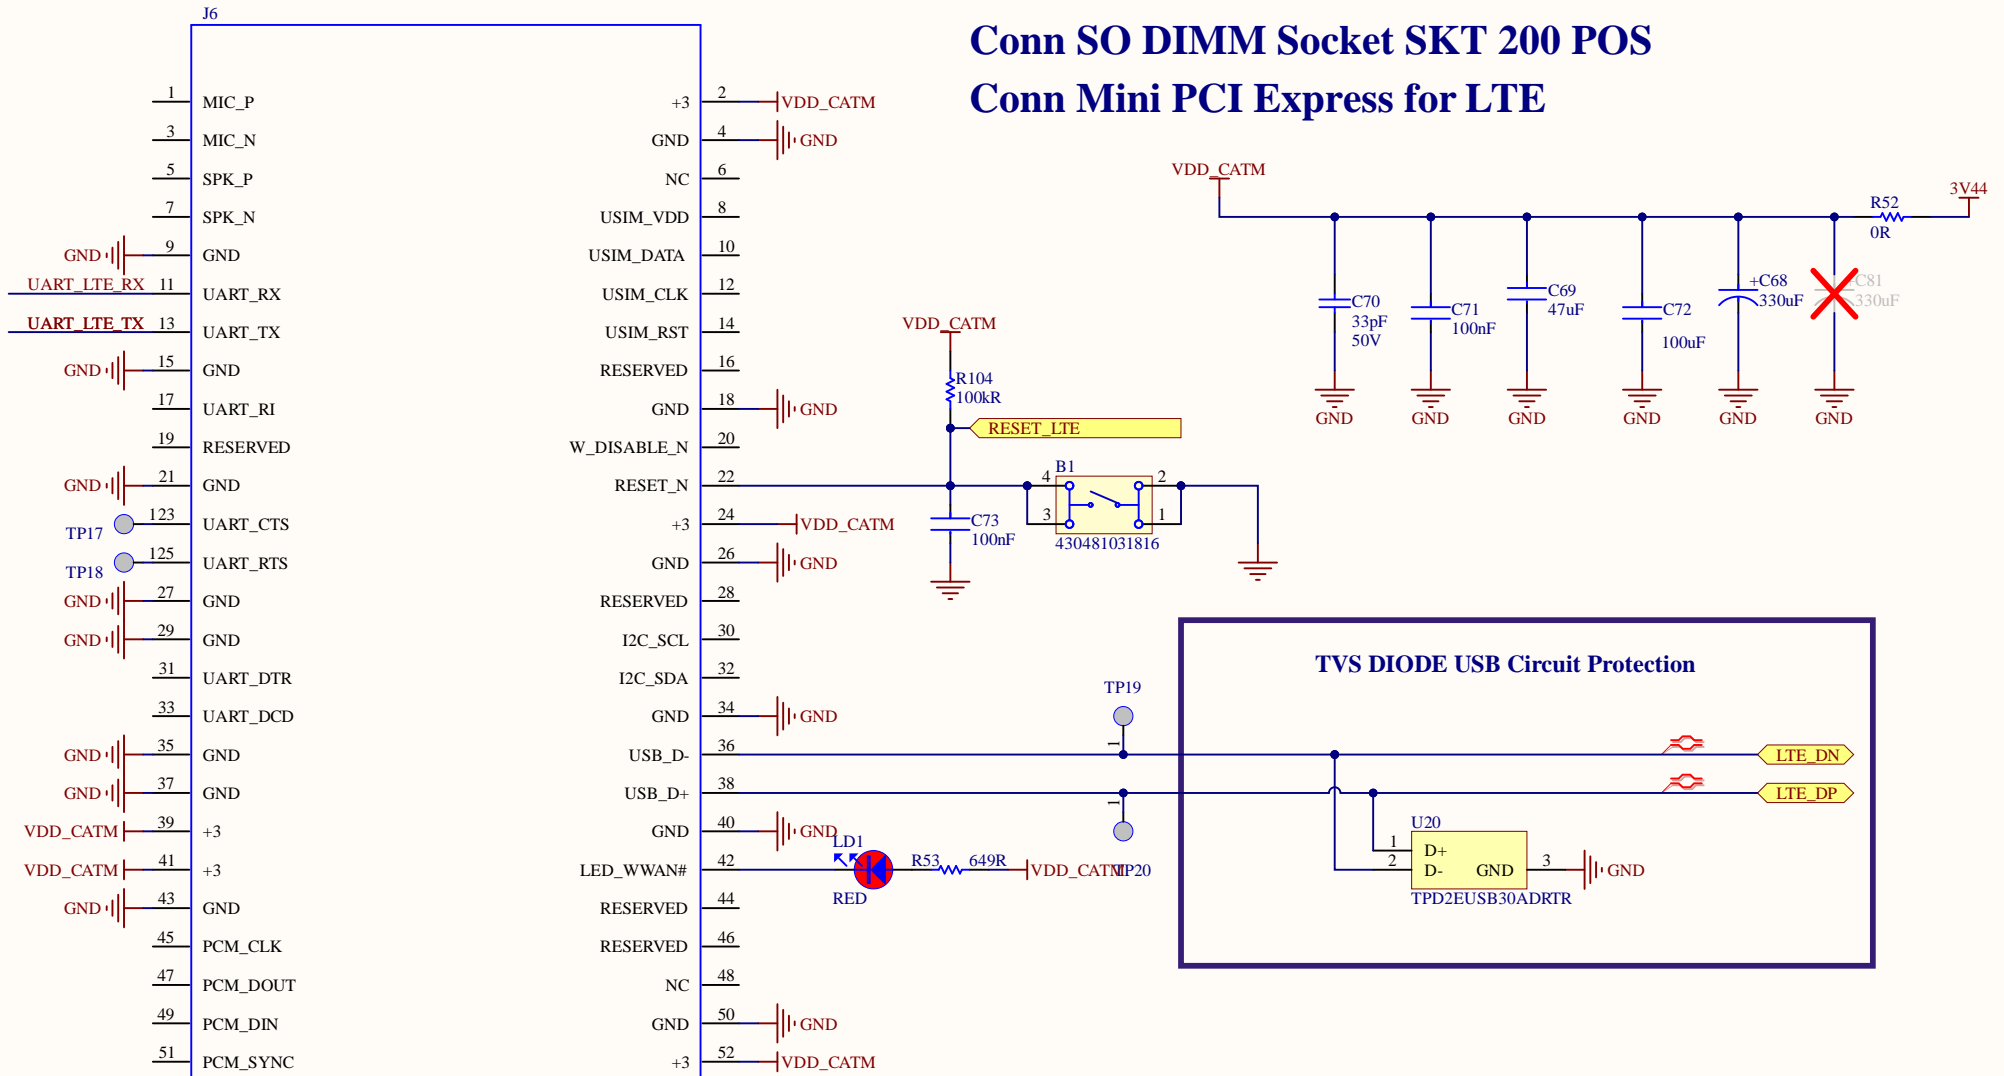 J6
Conn SO DIMM Socket SKT 200 POS
Conn Mini PCI Express for LTE
1 MIC_P +3 2 VDD_CATM
3 MIC_N GND 4 GND
5 SPK_P NC 6
7 SPK_N USIM_VDD 8
GND 9 GND USIM_DATA 10
UART_LTE_RX 11 UART_RX USIM_CLK 12
UART_LTE_TX 13 UART_TX USIM_RST 14
GND 15 GND RESERVED 16
17 UART_RI GND 18 GND
19 RESERVED W_DISABLE_N 20
GND 21 GND RESET_N 22
TP17 123 UART_CTS +3 24 VDD_CATM
TP18 125 UART_RTS GND 26 GND
GND 27 GND RESERVED 28
GND 29 GND I2C_SCL 30
31 UART_DTR I2C_SDA 32
33 UART_DCD GND 34 GND
GND 35 GND USB_D- 36
GND 37 GND USB_D+ 38
VDD_CATM 39 +3 GND 40 GND
VDD_CATM 41 +3 LED_WWAN# 42
GND 43 GND RESERVED 44
45 PCM_CLK RESERVED 46
47 PCM_DOUT NC 48
49 PCM_DIN GND 50 GND
51 PCM_SYNC +3 52 VDD_CATM
VDD_CATM
3V44
R52
0R
C70
33pF
50V
C71
100nF
C69
47uF
C72
100uF
+C68
330uF
+C81
330uF
GND GND GND GND GND GND
VDD_CATM
R104
100kR
RESET_LTE
B1
4 2
3 1
430481031816
C73
100nF
TVS DIODE USB Circuit Protection
TP19
1
LTE_DN
1
LTE_DP
TP20
LD1
RED
R53 649R VDD_CATM
U20
1 D+
2 D- GND 3 GND
TPD2EUSB30ADRTR